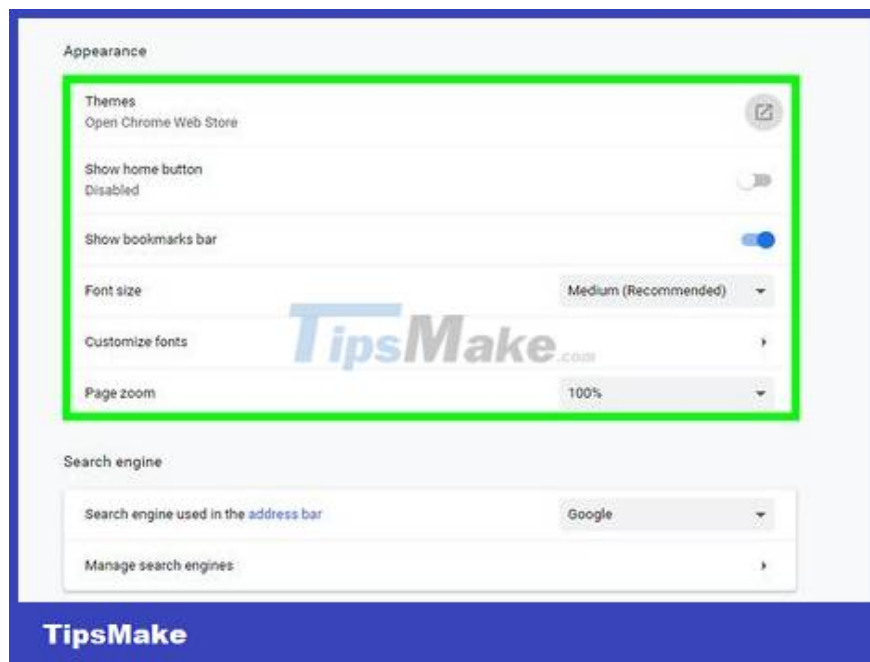 Appearance
Themes
Open Chrome Web Store
Show home button
Disabled
Show bookmarks bar
Font size
Medium (Recommended)
TipsMake.com
Customize fonts
Page zoom
100%
Search engine
Search engine used in the address bar
Google
Manage search engines
TipsMake